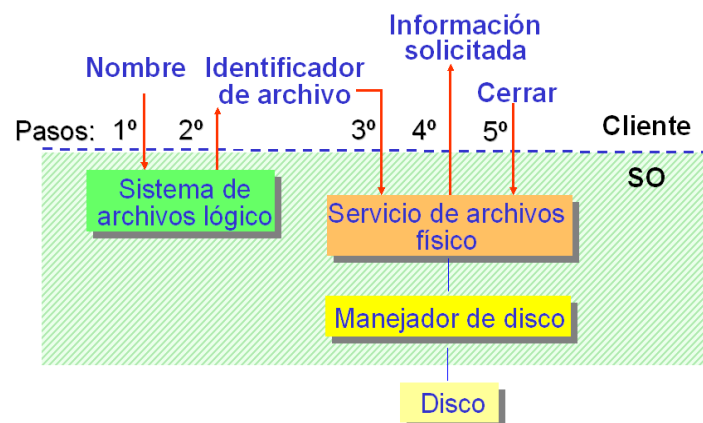 Información
solicitada
Nombre
Identificador
de archivo
Cerrar
Pasos: 1º 2º 3º 4º 5º
Cliente
SO
Sistema de
archivos lógico
Servicio de archivos
físico
Manejador de disco
Disco